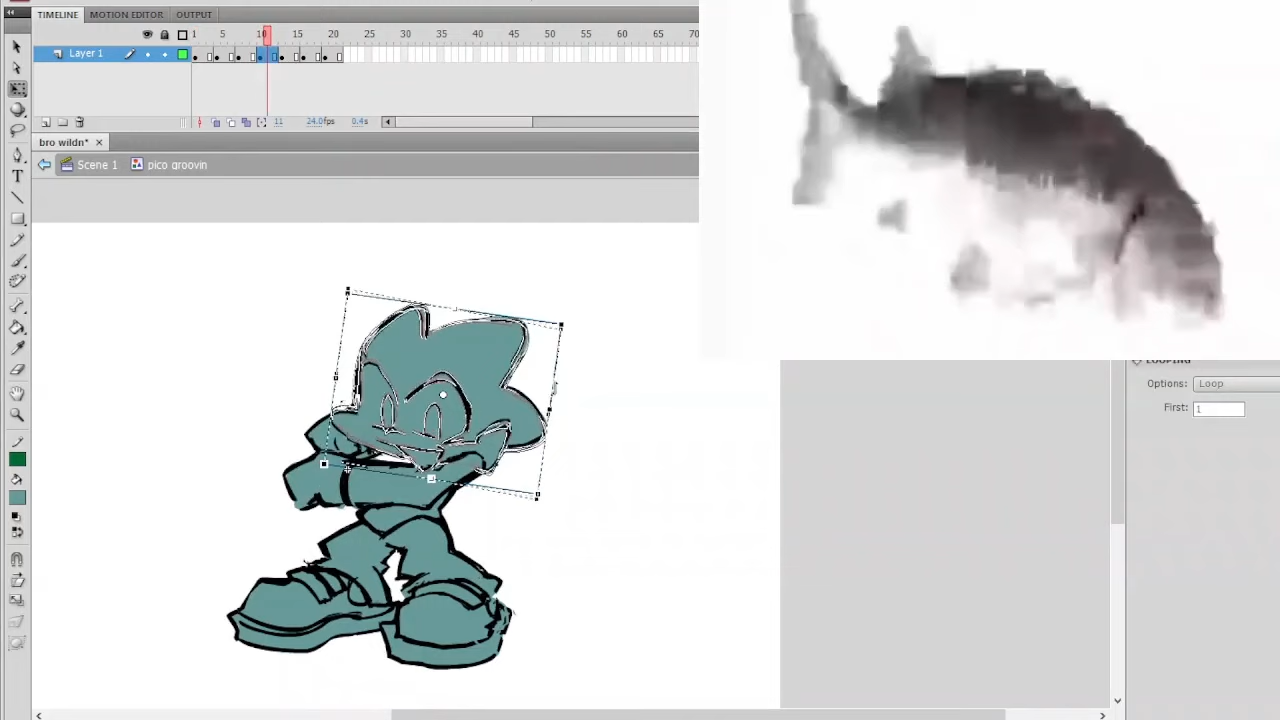 TIMELINE MOTION EDITOR OUTPUT
1 5 10 15 20 25 30 35 40 45 50 55 60 65 70
Layer 1
11 24.0fps 0.4s
bro wildn* ×
Scene 1 pico groovin
LOOPING
Options: Loop
First: 1